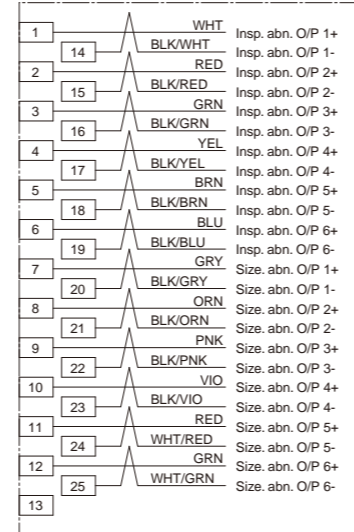 1 WHT Insp. abn. O/P 1+
14 BLK/WHT Insp. abn. O/P 1-
2 RED Insp. abn. O/P 2+
15 BLK/RED Insp. abn. O/P 2-
3 GRN Insp. abn. O/P 3+
16 BLK/GRN Insp. abn. O/P 3-
4 YEL Insp. abn. O/P 4+
17 BLK/YEL Insp. abn. O/P 4-
5 BRN Insp. abn. O/P 5+
18 BLK/BRN Insp. abn. O/P 5-
6 BLU Insp. abn. O/P 6+
19 BLK/BLU Insp. abn. O/P 6-
7 GRY Size. abn. O/P 1+
20 BLK/GRY Size. abn. O/P 1-
8 ORN Size. abn. O/P 2+
21 BLK/ORN Size. abn. O/P 2-
9 PNK Size. abn. O/P 3+
22 BLK/PNK Size. abn. O/P 3-
10 VIO Size. abn. O/P 4+
23 BLK/VIO Size. abn. O/P 4-
11 RED Size. abn. O/P 5+
24 WHT/RED Size. abn. O/P 5-
12 GRN Size. abn. O/P 6+
25 WHT/GRN Size. abn. O/P 6-
13